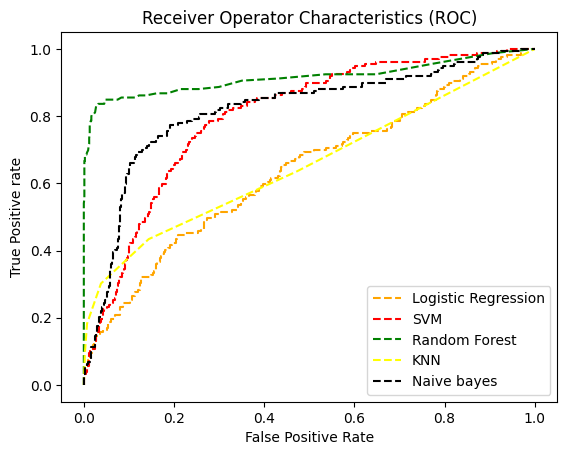 Receiver Operator Characteristics (ROC)
True Positive rate
1.0
0.8
0.6
0.4
0.2
0.0
Logistic Regression
SVM
Random Forest
KNN
Naive bayes
0.0 0.2 0.4 0.6 0.8 1.0
False Positive Rate